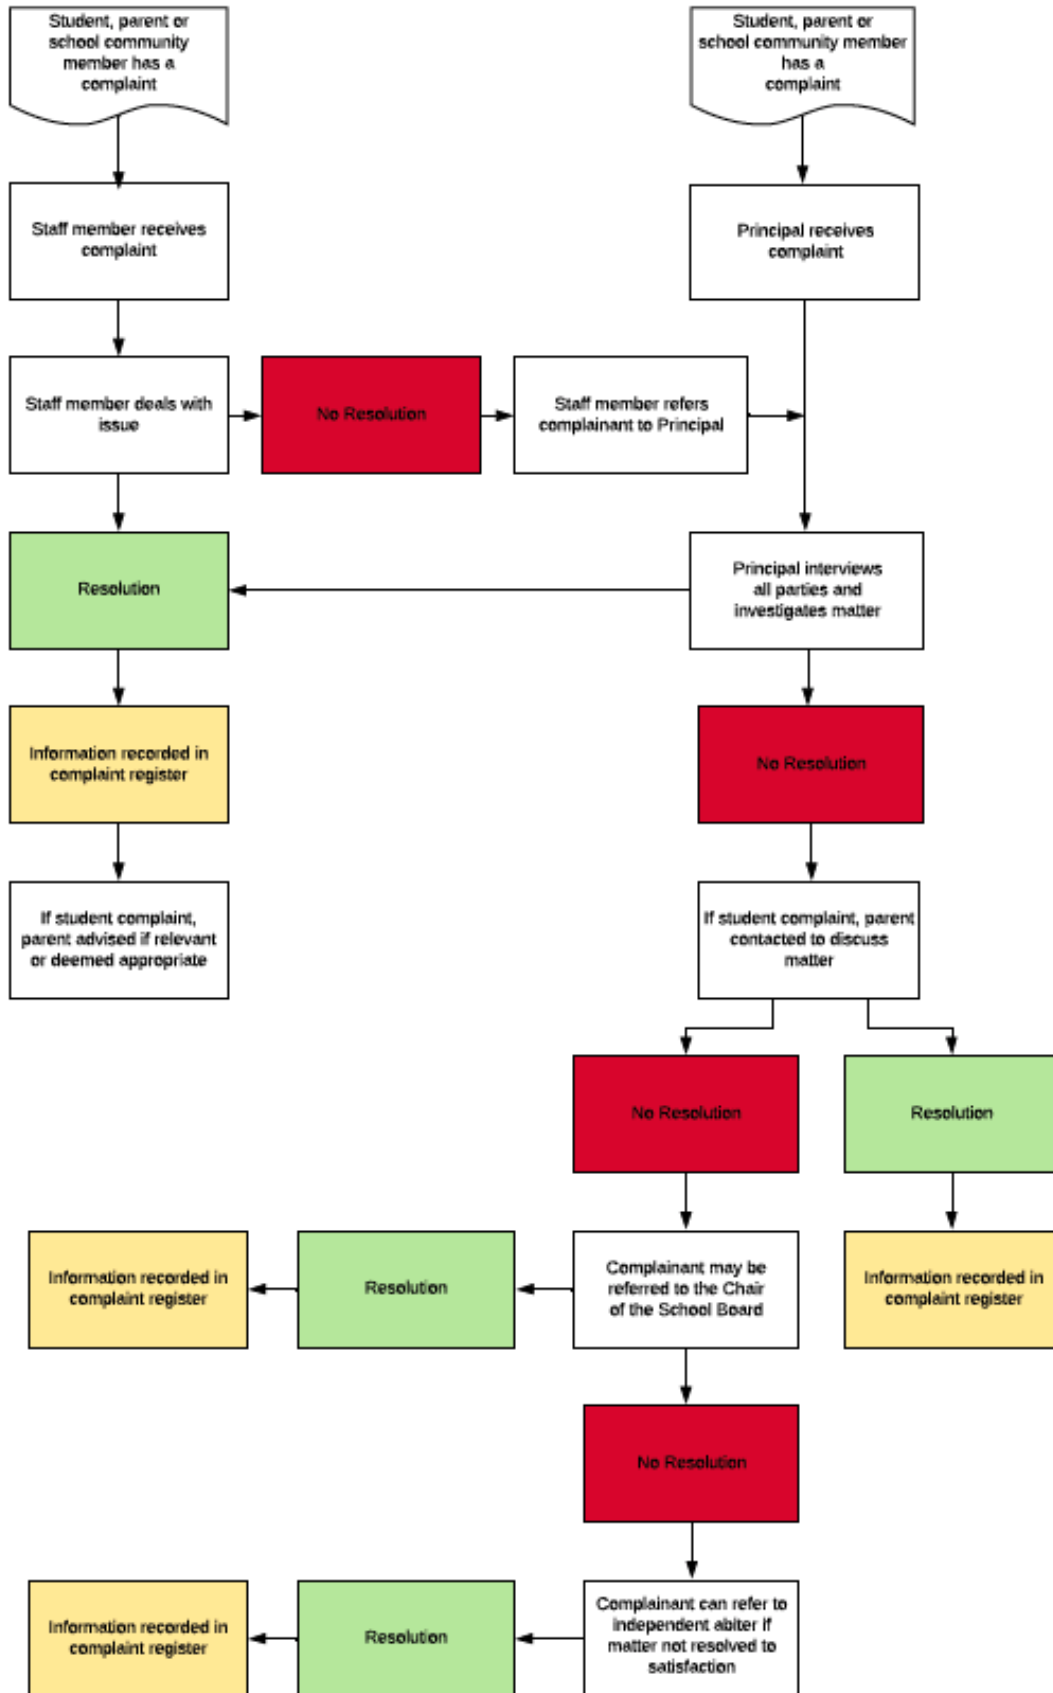 Student, parent or
school community
member has a
complaint
Student, parent or
school community member
has a
complaint
Staff member receives
complaint
Principal receives
complaint
Staff member deals with
issue
No Resolution
Staff member refers
complainant to Principal
Resolution
Principal interviews
all parties and
investigates matter
Information recorded in
complaint register
No Resolution
If student complaint,
parent advised if relevant
or deemed appropriate
If student complaint, parent
contacted to discuss
matter
No Resolution
Resolution
Information recorded in
complaint register
Resolution
Complainant may be
referred to the Chair
of the School Board
Information recorded in
complaint register
No Resolution
Information recorded in
complaint register
Resolution
Complainant can refer to
independent abiter if
matter not resolved to
satisfaction